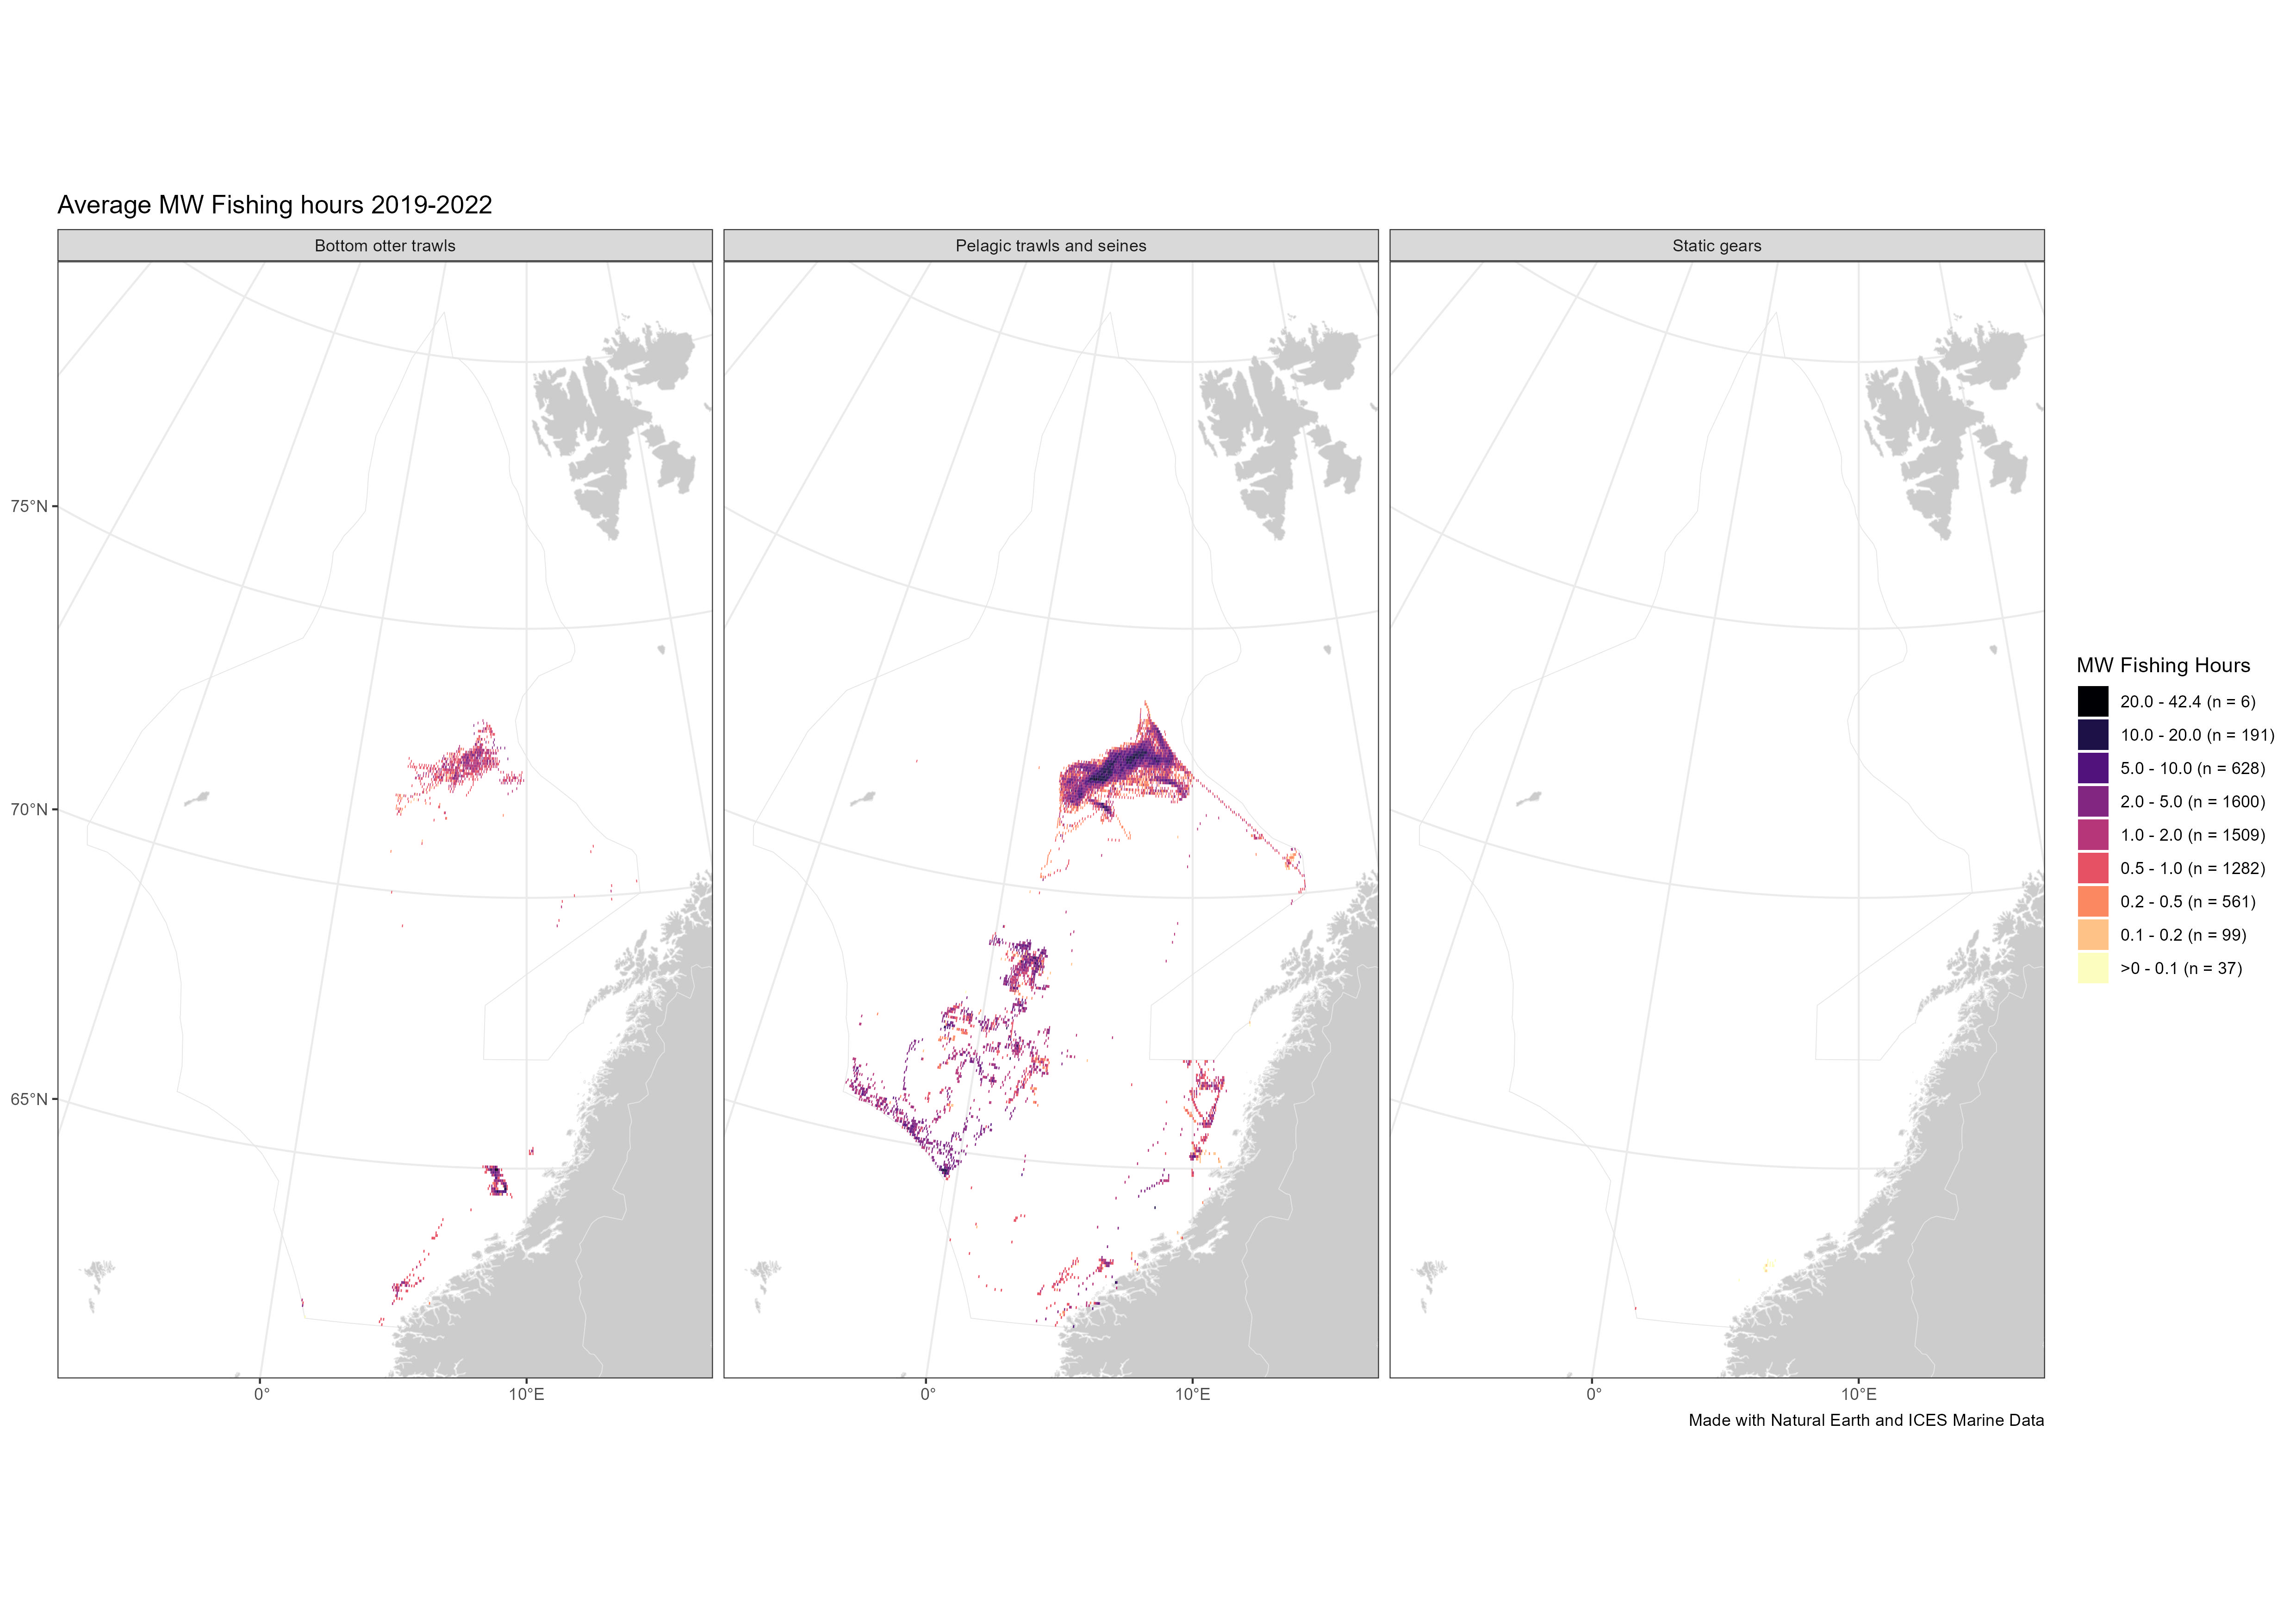 Average MW Fishing hours 2019-2022
Bottom otter trawls
Pelagic trawls and seines
Static gears
75°N
70°N
65°N
0°
10°E
0°
10°E
0°
10°E
MW Fishing Hours
20.0 - 42.4 (n = 6)
10.0 - 20.0 (n = 191)
5.0 - 10.0 (n = 628)
2.0 - 5.0 (n = 1600)
1.0 - 2.0 (n = 1509)
0.5 - 1.0 (n = 1282)
0.2 - 0.5 (n = 561)
0.1 - 0.2 (n = 99)
>0 - 0.1 (n = 37)
Made with Natural Earth and ICES Marine Data